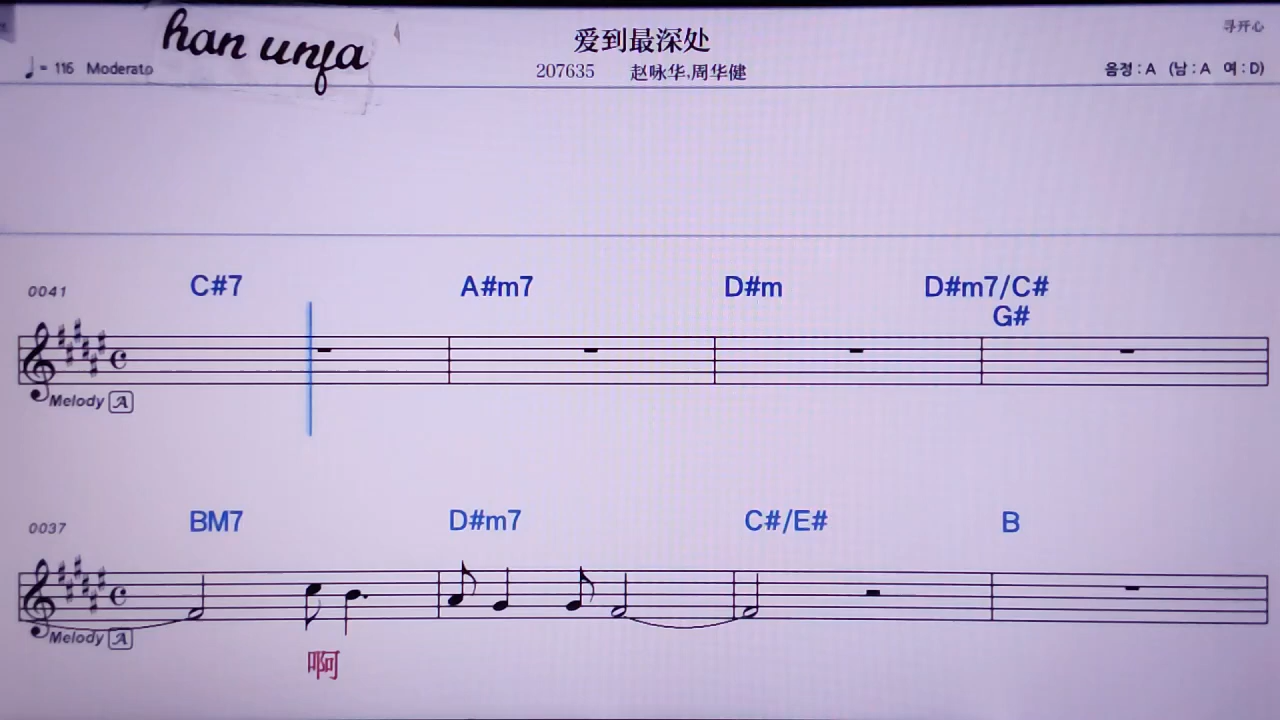 han unfa
爱到最深处
寻开心
♩= 116 Moderato
207635 赵咏华,周华健
음정 : A (남 : A 여 : D)
C#7 A#m7 D#m D#m7/C#
G#
0041
Melody A
BM7 D#m7 C#/E# B
0037
Melody A
啊